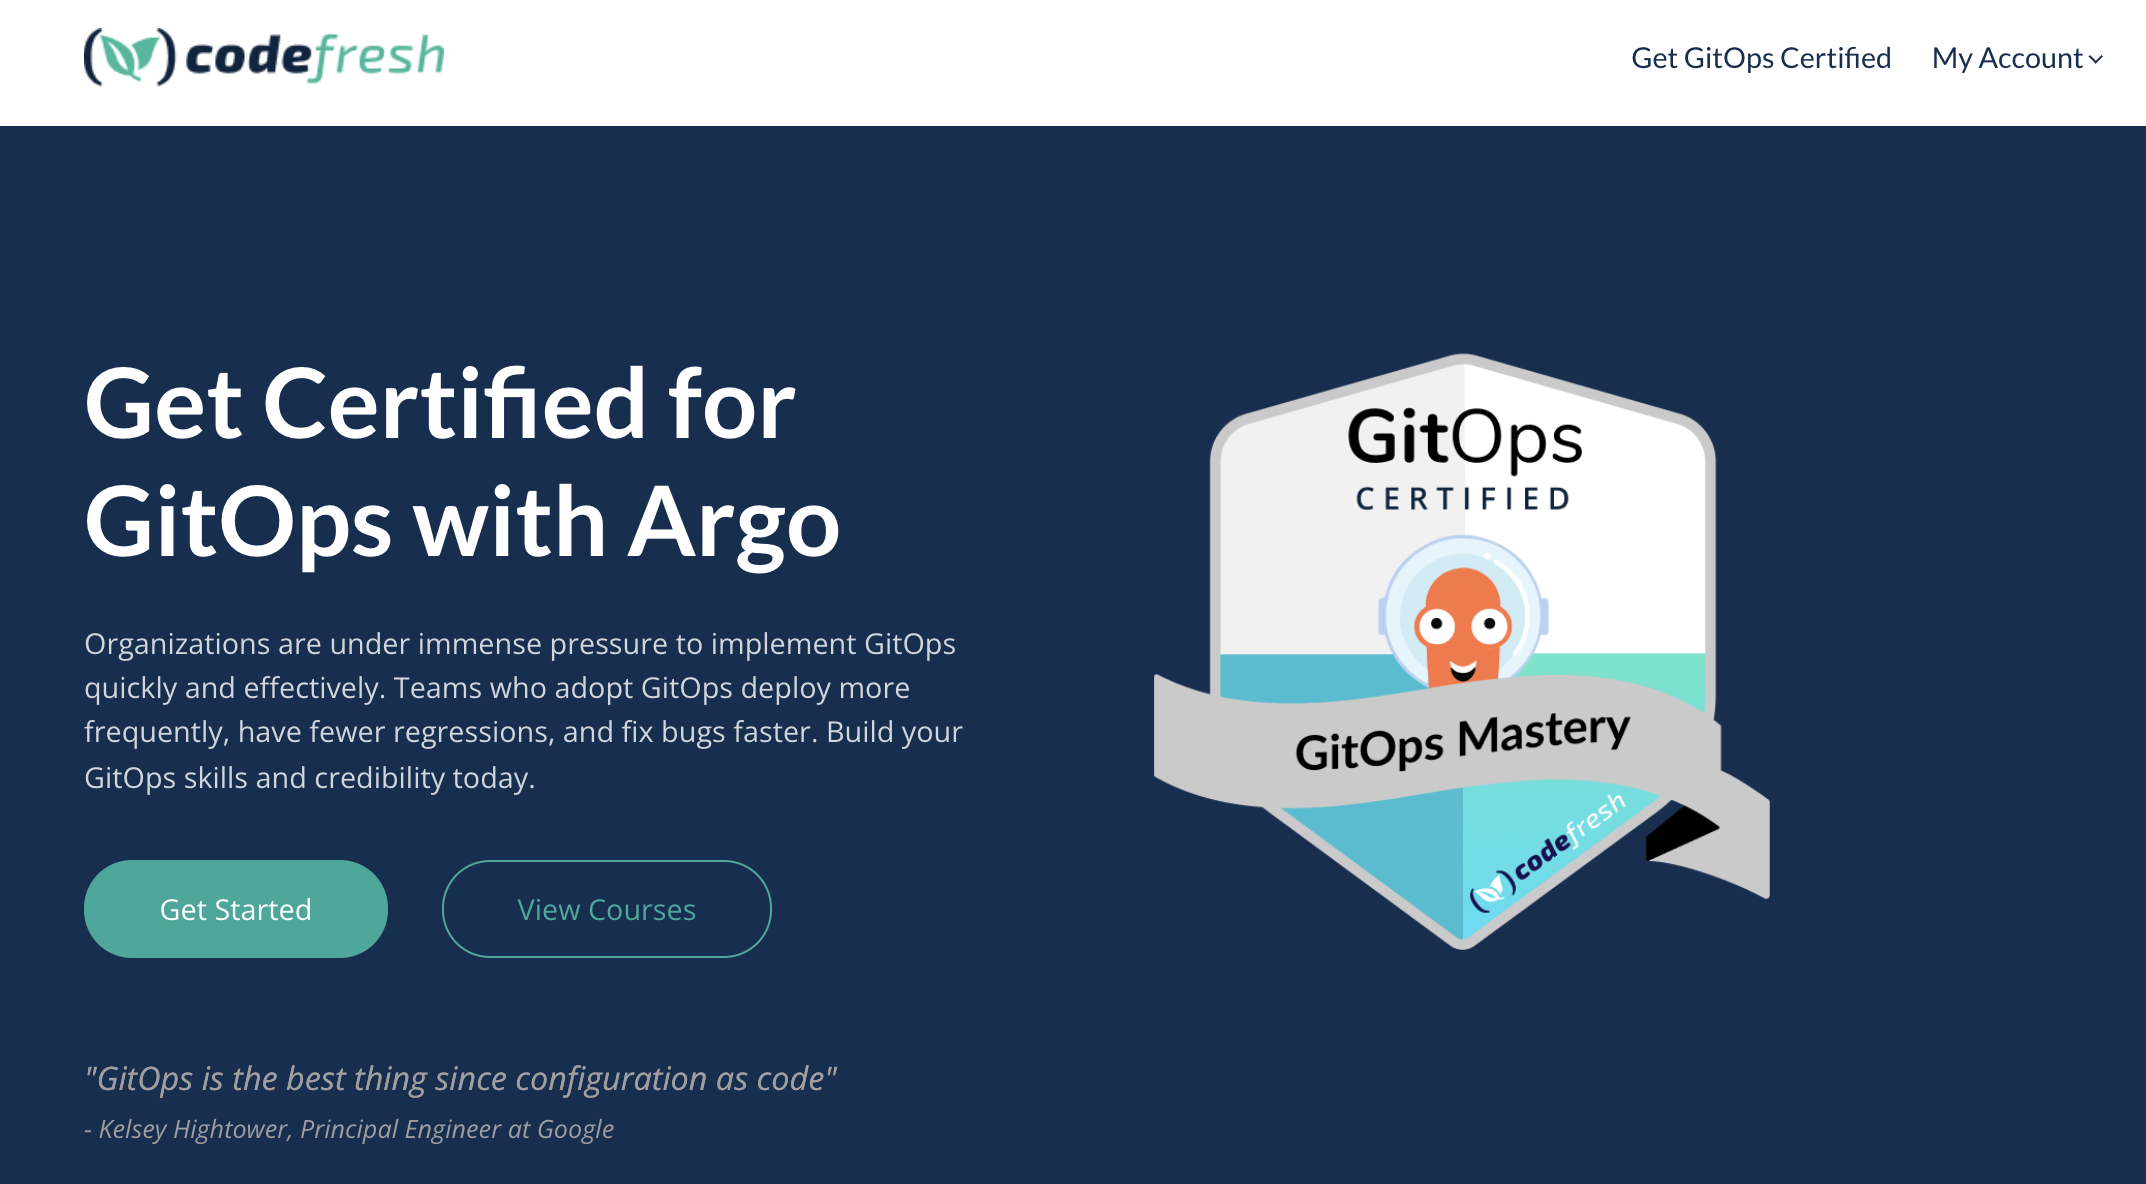 codefresh
Get GitOps Certified
My Account
Get Certified for
GitOps with Argo
Organizations are under immense pressure to implement GitOps
quickly and effectively. Teams who adopt GitOps deploy more
frequently, have fewer regressions, and fix bugs faster. Build your
GitOps skills and credibility today.
Get Started
View Courses
"GitOps is the best thing since configuration as code"
- Kelsey Hightower, Principal Engineer at Google
GitOps
CERTIFIED
GitOps Mastery
codefresh